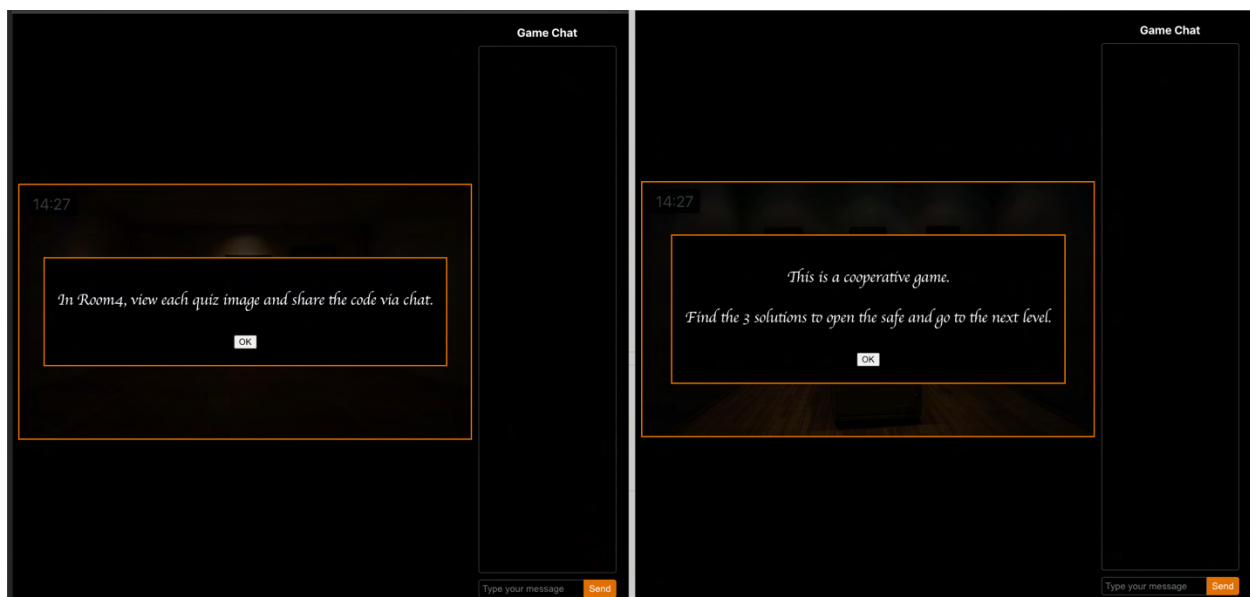 Game Chat
14:27
In Room4, view each quiz image and share the code via chat.
OK
Type your message
Send
Game Chat
14:27
This is a cooperative game.
Find the 3 solutions to open the safe and go to the next level.
OK
Type your message
Send